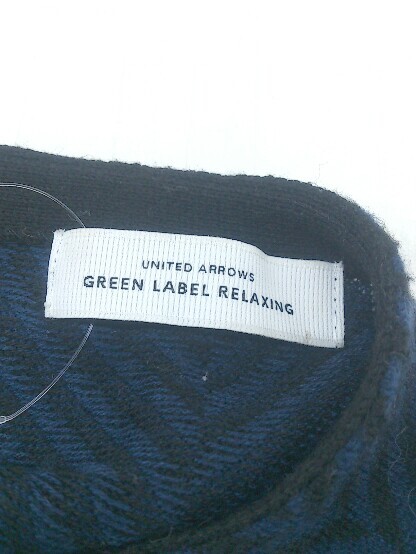 UNITED ARROWS
GREEN LABEL RELAXING